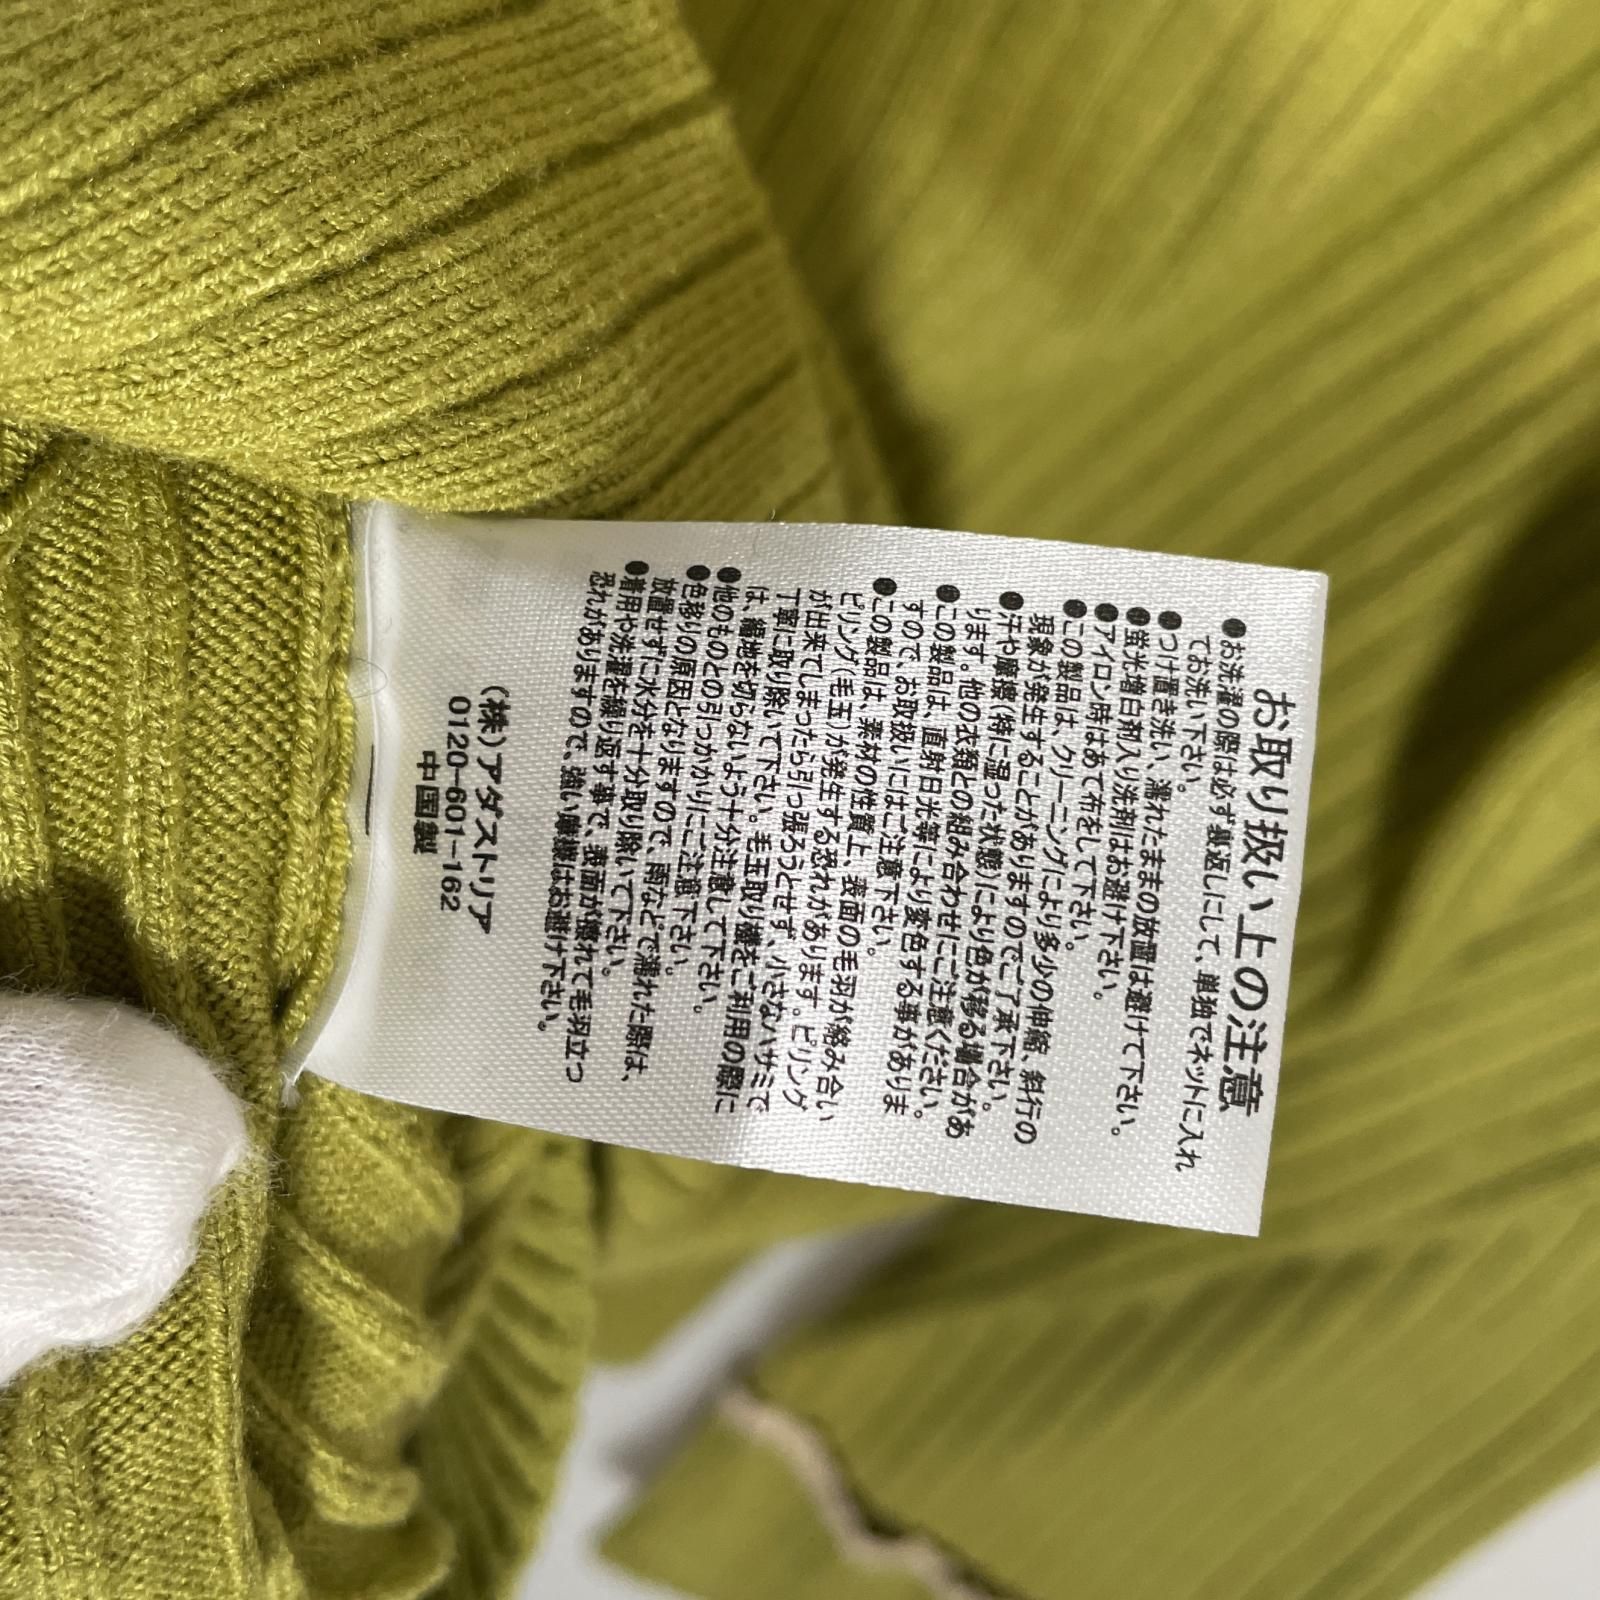 お取り扱い上の注意
●お洗濯の際は必ず裏返しにして、単独でネットに入れ
てお洗い下さい。
●つけ置き洗い、濡れたままの放置は避けて下さい。
●蛍光増白剤入り洗剤はお避け下さい。
●アイロン時はあて布をして下さい。
●この製品は、クリーニングにより多少の伸縮、斜行の
現象が発生することがありますのでご了承下さい。
●汗や摩擦(特に湿った状態)により色が移る場合があ
ります。他の衣類との組み合わせにご注意ください。
●この製品は、直射日光等により変色する事がありま
すので、お取扱いにはご注意下さい。
●この製品は、素材の性質上、表面の毛羽が絡み合い
ピリング(毛玉)が発生する恐れがあります。ピリング
が出来てしまったら引っ張ろうとせず、小さなハサミで
丁寧に取り除いて下さい。毛玉取り機をご利用の際に
は、編地を切らないよう十分注意して下さい。
●他のものとの引っかかりにご注意下さい。
●色移りの原因となりますので、雨などで濡れた際は、
放置せずに水分を十分取り除いて下さい。
●着用や洗濯を繰り返す事で、表面が擦れて毛羽立つ
恐れがありますので、強い摩擦はお避け下さい。
(株)アダストリア
0120-601-162
中国製